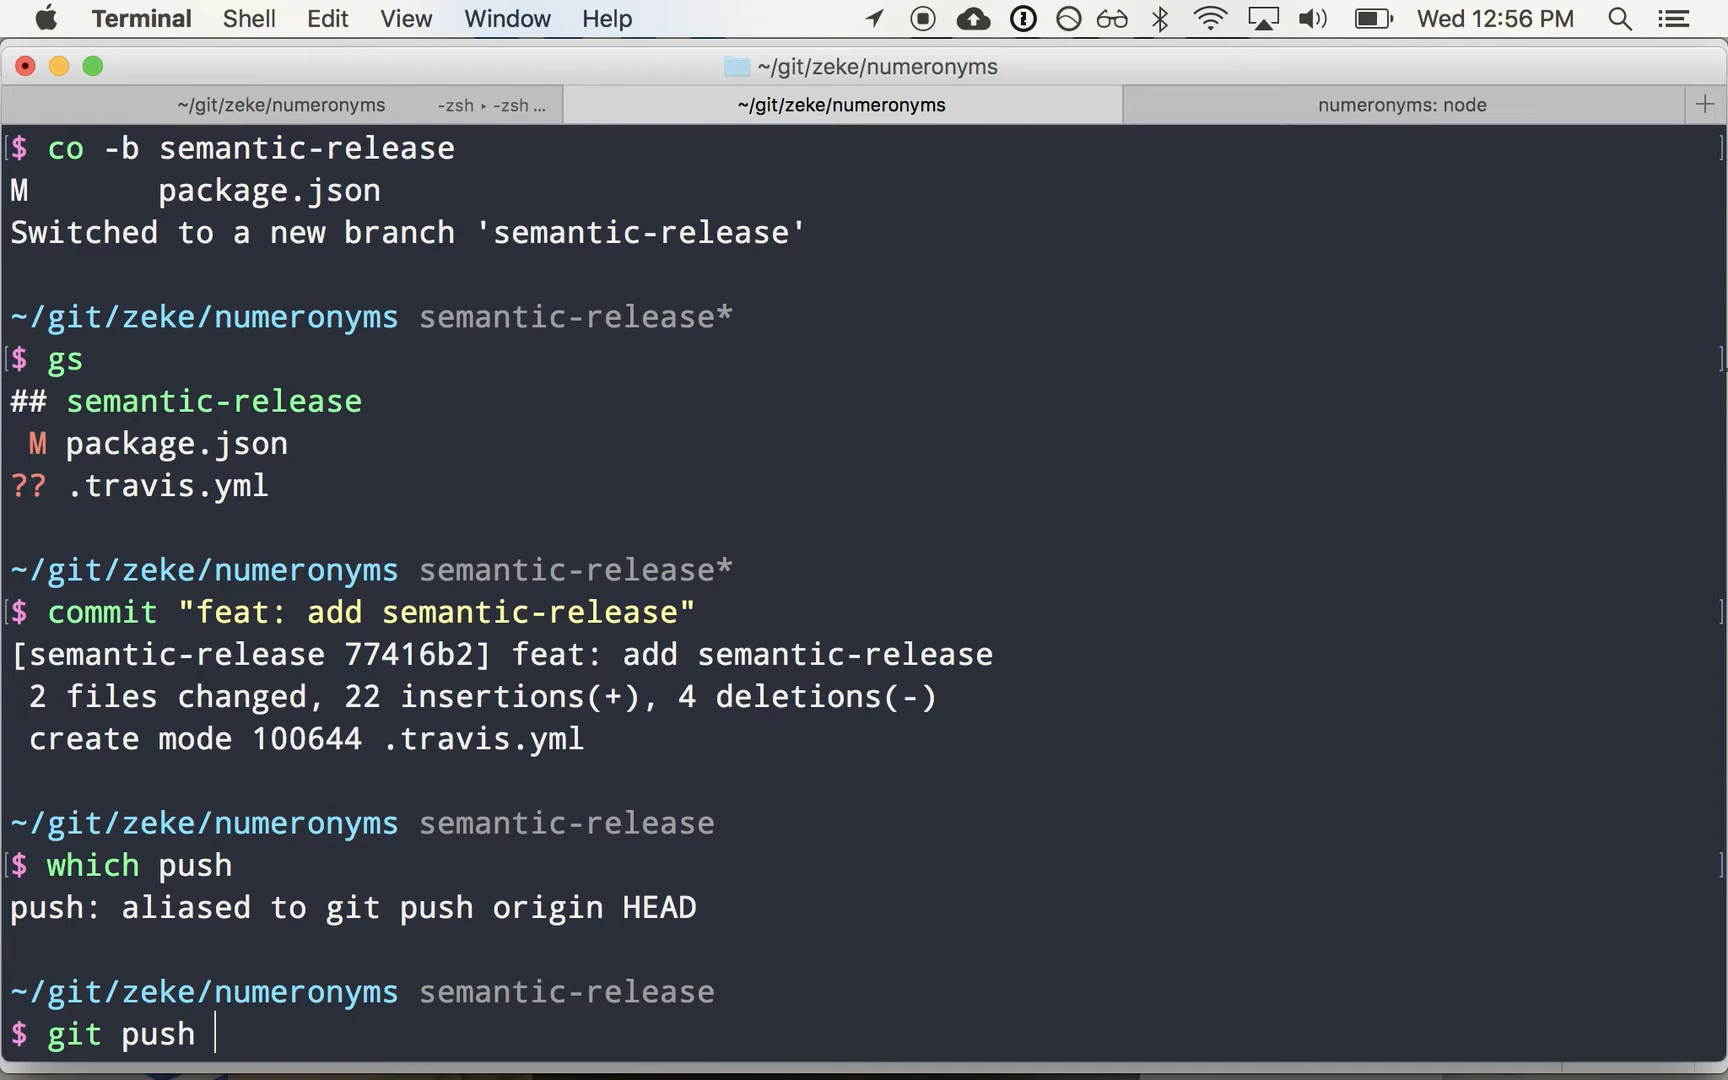 Terminal Shell Edit View Window Help Wed 12:56 PM
~/git/zeke/numeronyms
~/git/zeke/numeronyms -zsh ▸ -zsh ... ~/git/zeke/numeronyms numeronyms: node +
[$ co -b semantic-release ]
M package.json
Switched to a new branch 'semantic-release'
~/git/zeke/numeronyms semantic-release*
[$ gs ]
## semantic-release
M package.json
?? .travis.yml
~/git/zeke/numeronyms semantic-release*
[$ commit "feat: add semantic-release" ]
[semantic-release 77416b2] feat: add semantic-release
2 files changed, 22 insertions(+), 4 deletions(-)
create mode 100644 .travis.yml
~/git/zeke/numeronyms semantic-release
[$ which push ]
push: aliased to git push origin HEAD
~/git/zeke/numeronyms semantic-release
$ git push